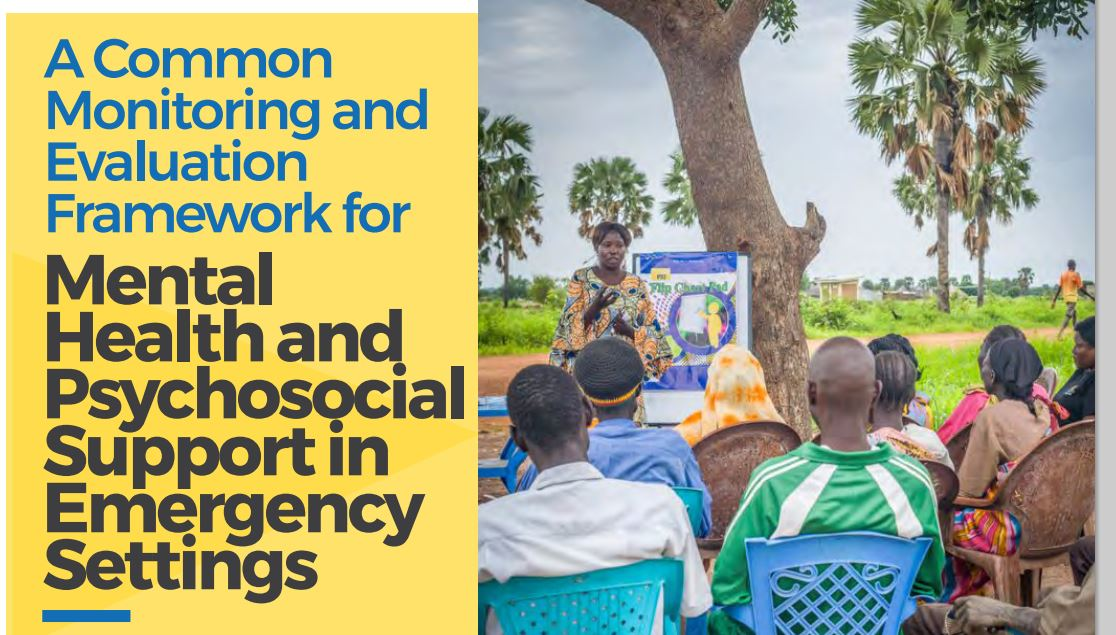 A Common
Monitoring and
Evaluation
Framework for
Mental
Health and
Psychosocial
Support in
Emergency
Settings
Flip Chart Pad